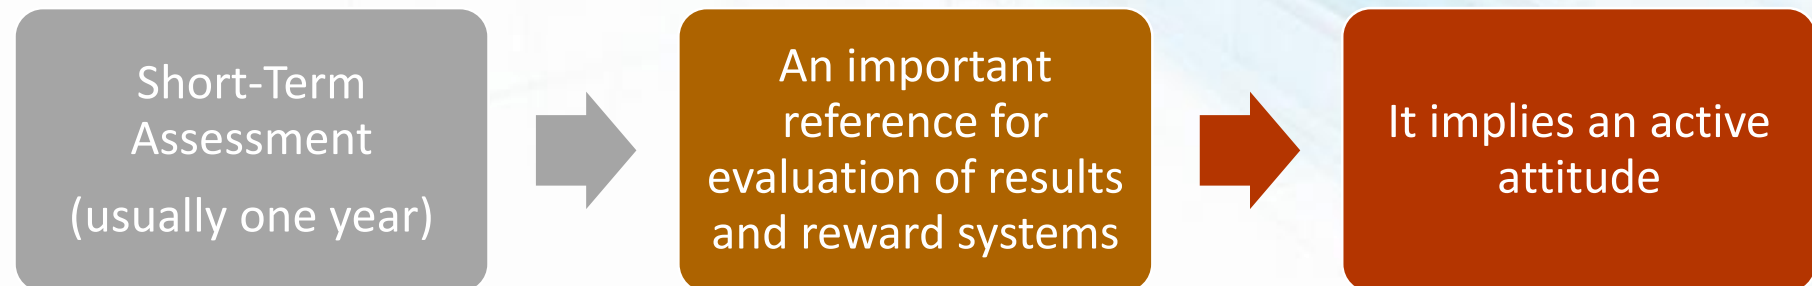 Short-Term
Assessment
(usually one year)
An important
reference for
evaluation of results
and reward systems
It implies an active
attitude